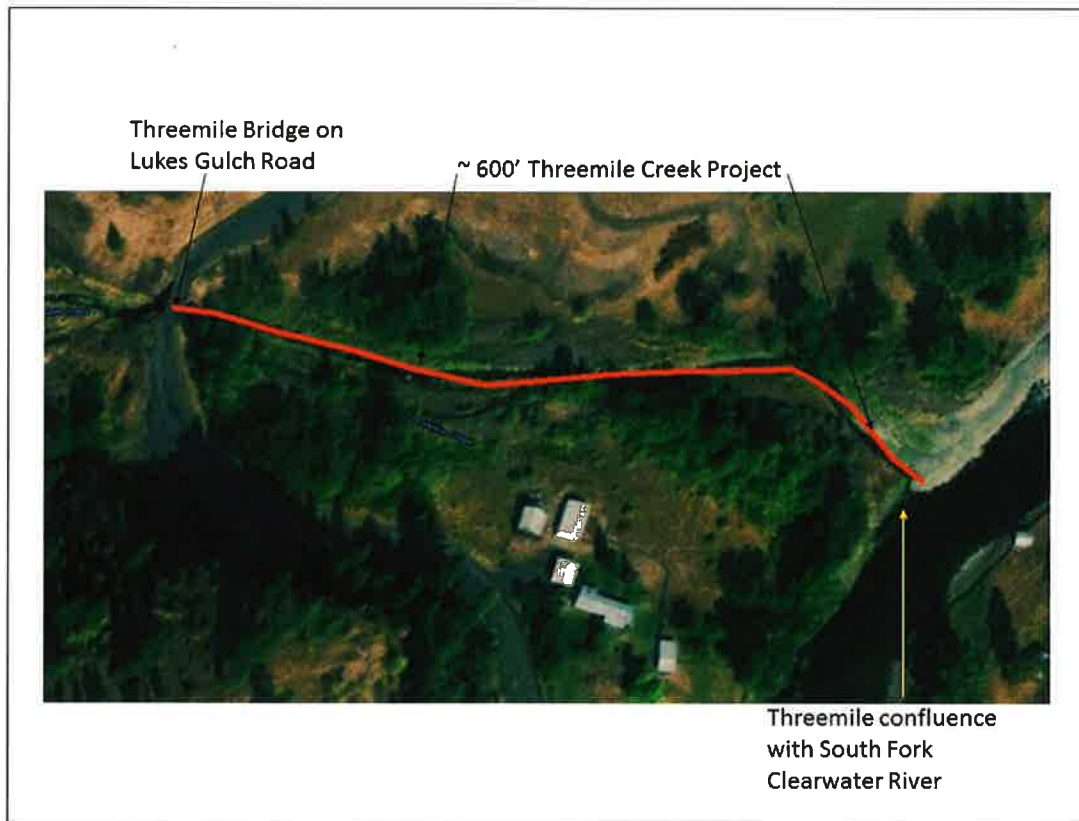 Threemile Bridge on
Lukes Gulch Road
~ 600' Threemile Creek Project
Threemile confluence
with South Fork
Clearwater River